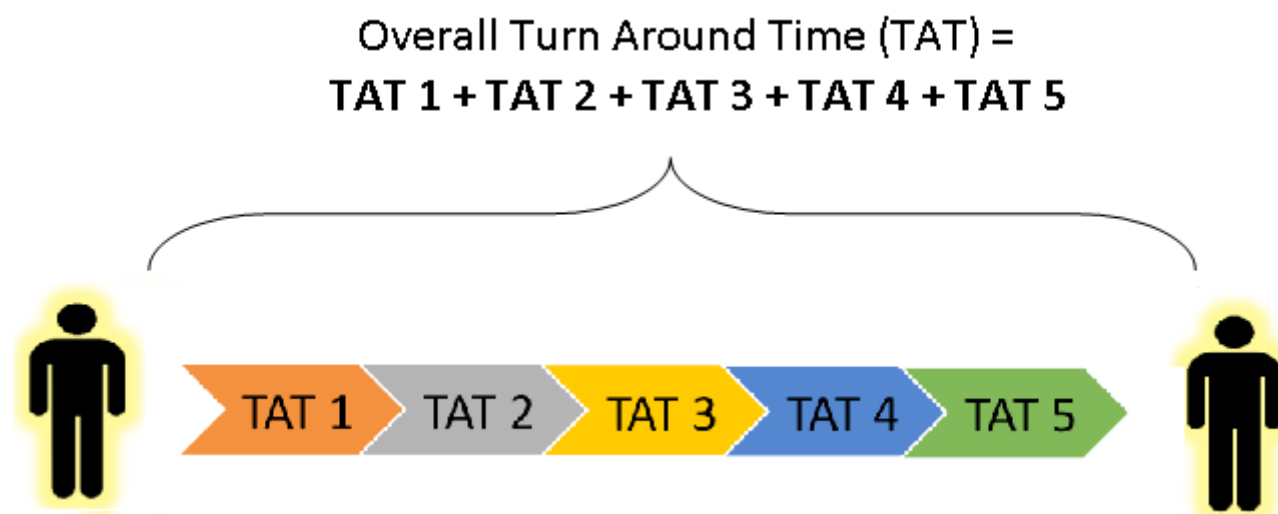 Overall Turn Around Time (TAT) =
TAT 1 + TAT 2 + TAT 3 + TAT 4 + TAT 5
TAT 1 TAT 2 TAT 3 TAT 4 TAT 5